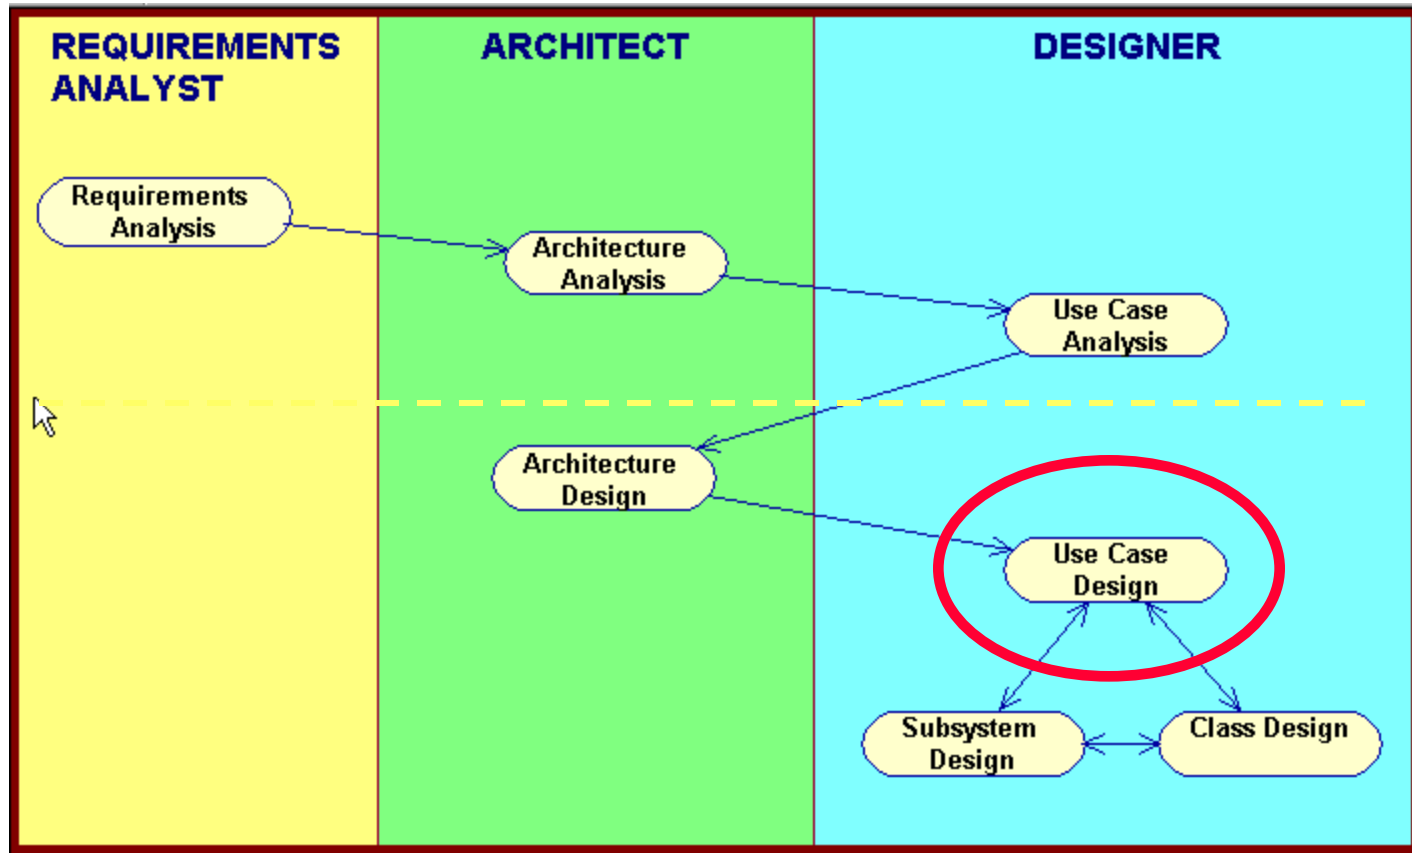 REQUIREMENTS
ANALYST
ARCHITECT
DESIGNER
Requirements
Analysis
Architecture
Analysis
Use Case
Analysis
Architecture
Design
Use Case
Design
Subsystem
Design
Class Design